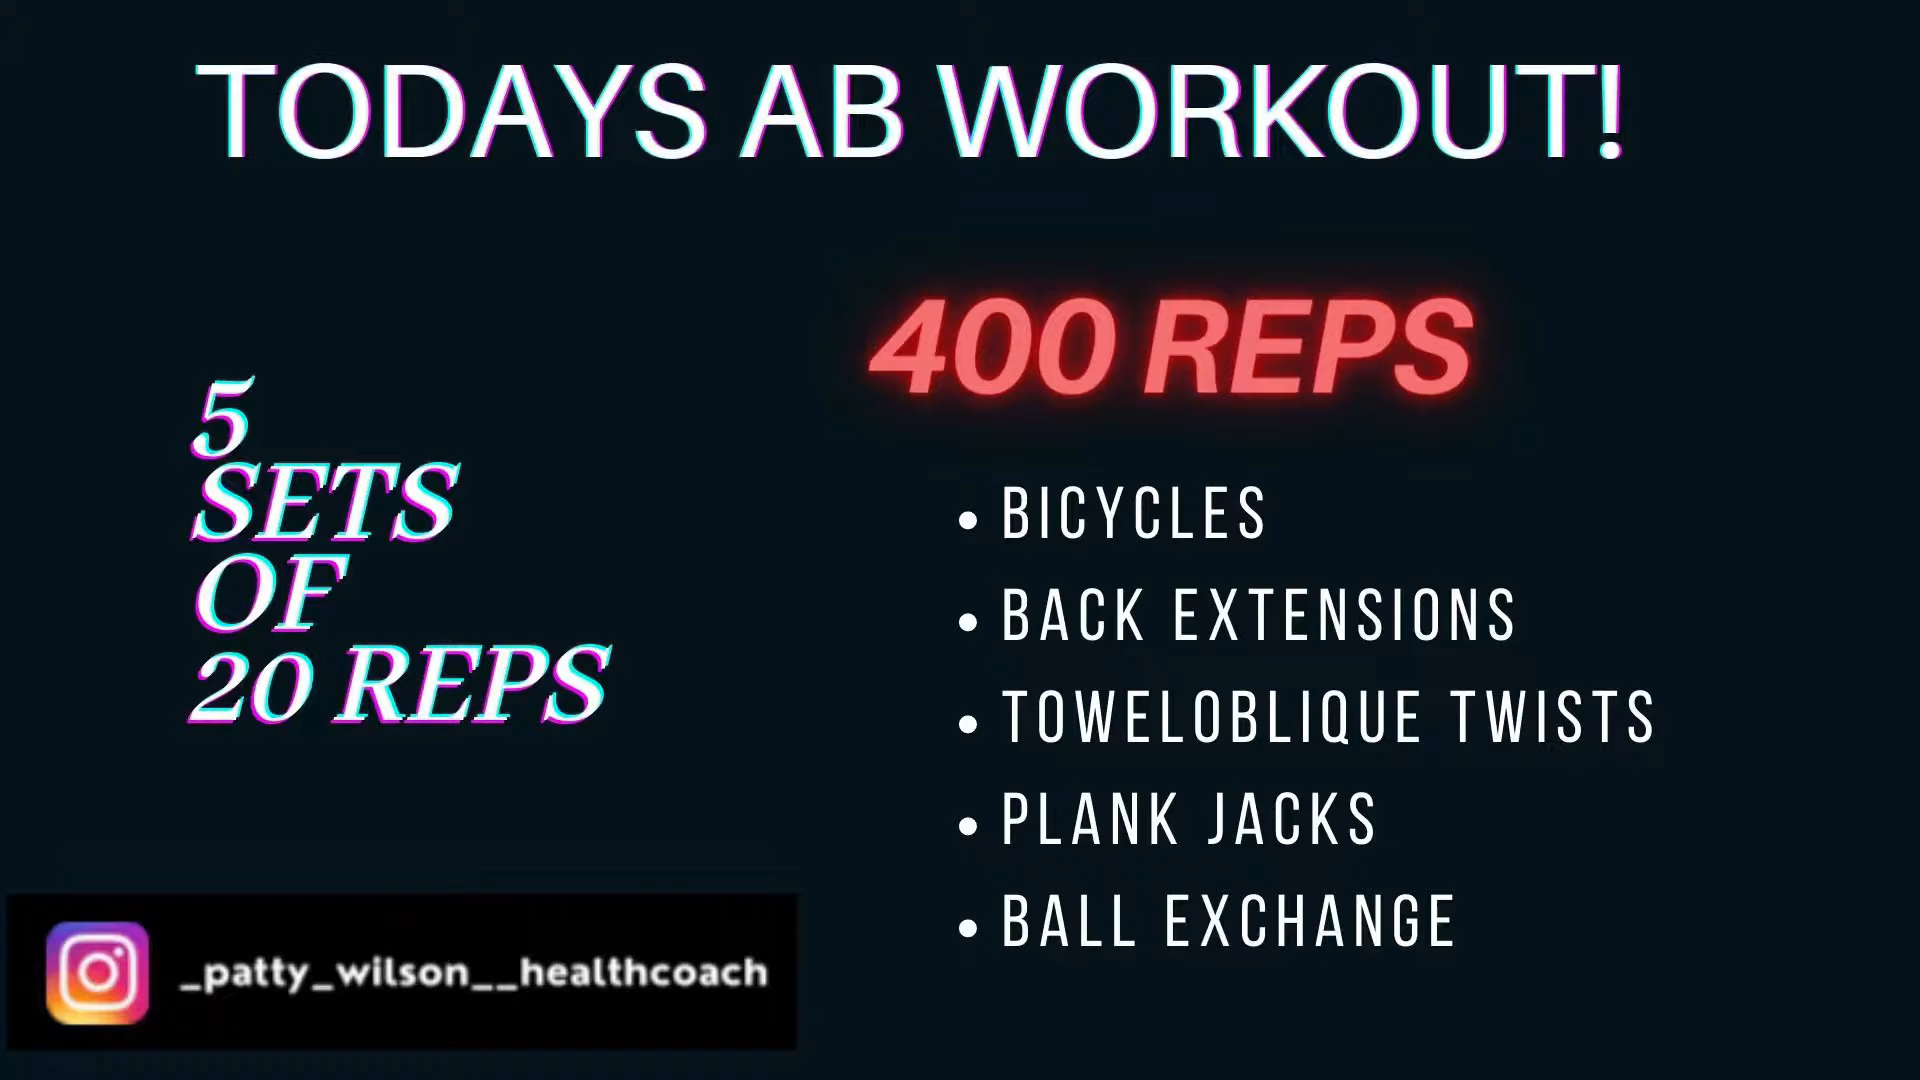 TODAYS AB WORKOUT!
400 REPS
5
SETS
OF
20 REPS
• BICYCLES
• BACK EXTENSIONS
• TOWELOBLIQUE TWISTS
• PLANK JACKS
• BALL EXCHANGE
_patty_wilson__healthcoach